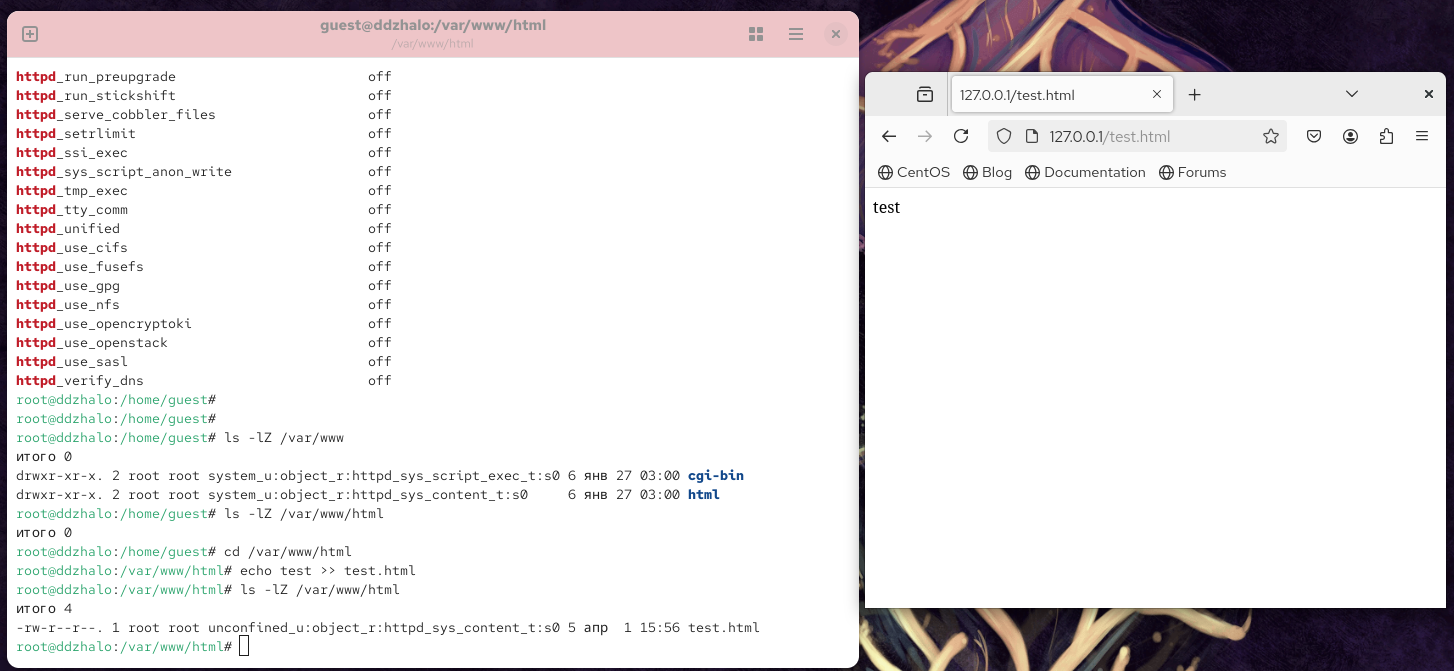 guest@ddzhalo:/var/www/html
/var/www/html
httpd_run_preupgrade off
httpd_run_stickshift off
httpd_serve_cobbler_files off
httpd_setrlimit off
httpd_ssi_exec off
httpd_sys_script_anon_write off
httpd_tmp_exec off
httpd_tty_comm off
httpd_unified off
httpd_use_cifs off
httpd_use_fusefs off
httpd_use_gpg off
httpd_use_nfs off
httpd_use_opencryptoki off
httpd_use_openstack off
httpd_use_sasl off
httpd_verify_dns off
root@ddzhalo:/home/guest#
root@ddzhalo:/home/guest#
root@ddzhalo:/home/guest# ls -lZ /var/www
итого 0
drwxr-xr-x. 2 root root system_u:object_r:httpd_sys_script_exec_t:s0 6 янв 27 03:00 cgi-bin
drwxr-xr-x. 2 root root system_u:object_r:httpd_sys_content_t:s0     6 янв 27 03:00 html
root@ddzhalo:/home/guest# ls -lZ /var/www/html
итого 0
root@ddzhalo:/home/guest# cd /var/www/html
root@ddzhalo:/var/www/html# echo test >> test.html
root@ddzhalo:/var/www/html# ls -lZ /var/www/html
итого 4
-rw-r--r--. 1 root root unconfined_u:object_r:httpd_sys_content_t:s0 5 апр  1 15:56 test.html
root@ddzhalo:/var/www/html#
127.0.0.1/test.html
127.0.0.1/test.html
CentOS Blog Documentation Forums
test